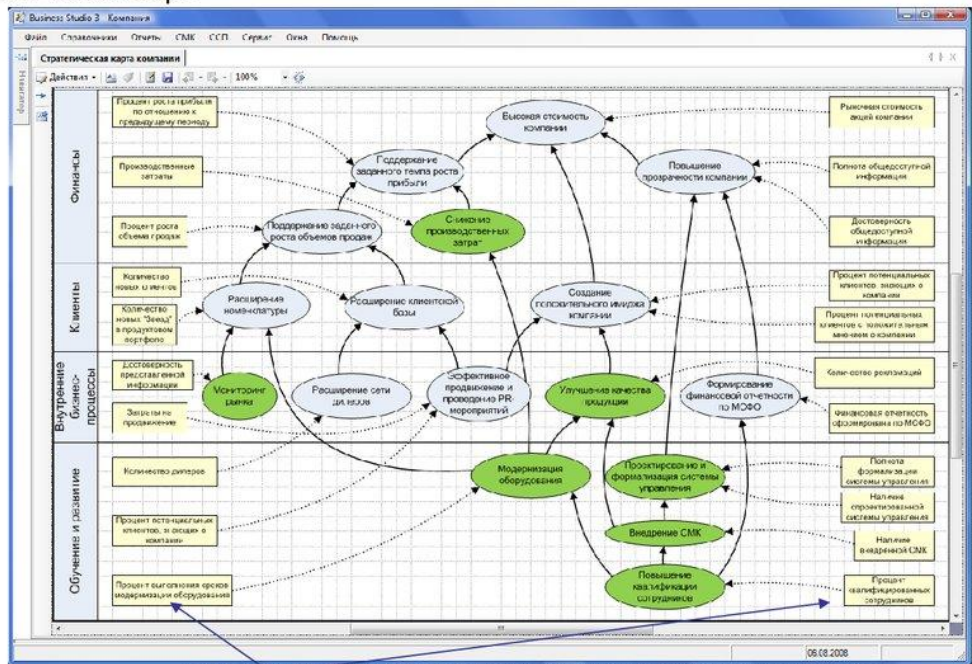 Business Studio 3 Компания
Файл Справочники Отчеты СМК ССП Сервис Окна Помощь
Стратегическая карта компании
Навигатор
Действия
100%
Финансы
Процент роста прибыли
по отношению к
предыдущему периоду
Производственные
затраты
Процент роста
объема продаж
Высокая стоимость
компании
Поддержание
заданного темпа роста
прибыли
Повышение
прозрачности компании
Поддержание заданного
роста объемов продаж
Снижение
производственных
затрат
Рыночная стоимость
акций компании
Полнота общедоступной
информации
Достоверность
общедоступной
информации
Клиенты
Количество
новых клиентов
Количество
новых "Звезд"
в продуктовом
портфеле
Расширение
номенклатуры
Расширение клиентской
базы
Создание
положительного имиджа
компании
Процент потенциальных
клиентов, знающих о
компании
Процент потенциальных
клиентов с положительным
мнением о компании
Внутренние
бизнес-
процессы
Достоверность
представленной
информации
Затраты на
продвижение
Мониторинг
рынка
Расширение сети
дилеров
Эффективное
продвижение и
проведение PR-
мероприятий
Улучшение качества
продукции
Формирование
финансовой отчетности
по МСФО
Количество рекламаций
Финансовая отчетность
сформирована по МСФО
Обучение и развитие
Количество дилеров
Процент потенциальных
клиентов, знающих о
компании
Процент выполнения сроков
модернизации оборудования
Модернизация
оборудования
Проектирование и
формализация системы
управления
Внедрение СМК
Повышение
квалификации
сотрудников
Полнота
формализации
системы управления
Наличие
спроектированной
системы управления
Наличие
внедренной СМК
Процент
квалифицированных
сотрудников
06.08.2008